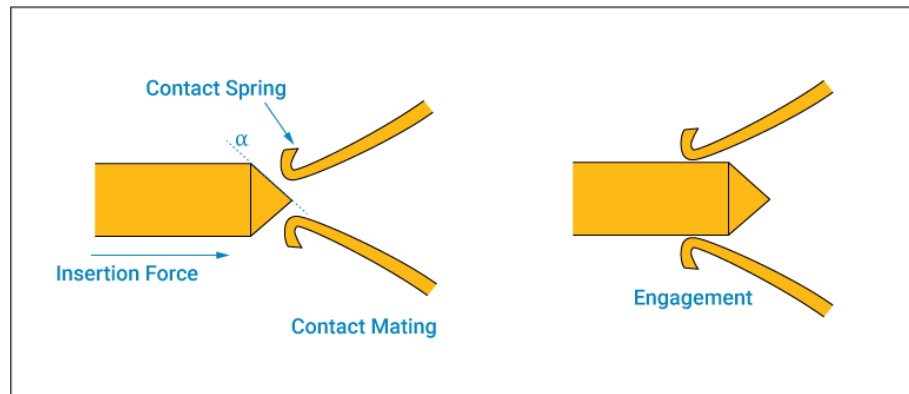 Contact Spring
α
Insertion Force
Contact Mating
Engagement